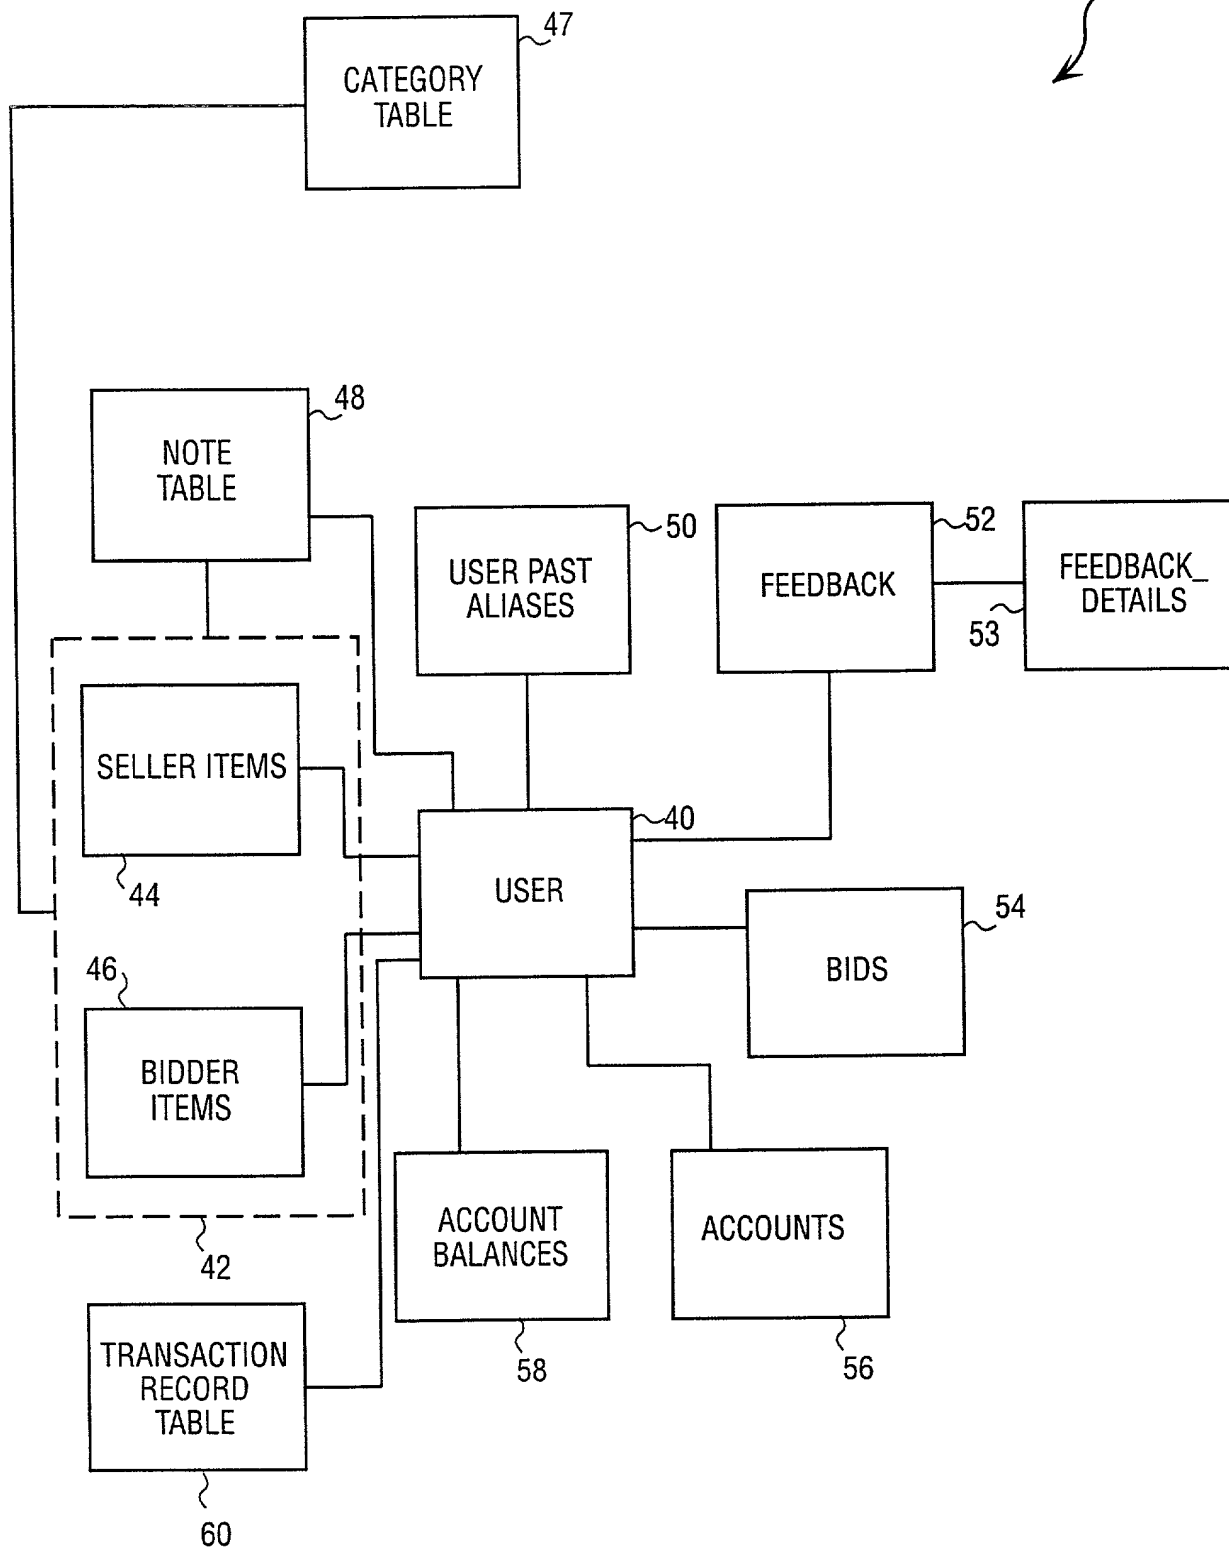 47
CATEGORY
TABLE
48
NOTE
TABLE
50
USER PAST
ALIASES
52
FEEDBACK
53
FEEDBACK_
DETAILS
SELLER ITEMS
44
40
USER
54
BIDS
46
BIDDER
ITEMS
42
ACCOUNT
BALANCES
58
ACCOUNTS
56
TRANSACTION
RECORD
TABLE
60